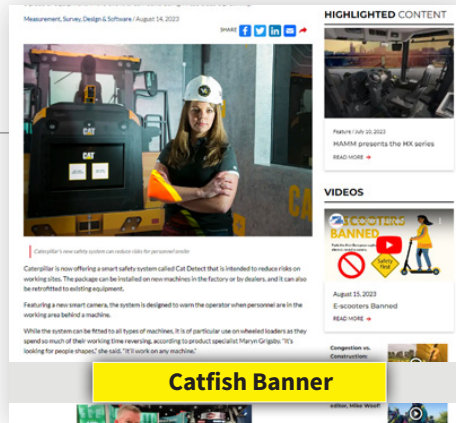 Measurement, Survey, Design & Software / August 14, 2023
SHARE
CAT
CAT
Caterpillar's new safety system can reduce risks for personnel onsite
Caterpillar is now offering a smart safety system called Cat Detect that is intended to reduce risks on
working sites. The package can be installed on new machines in the factory or by dealers, and it can also
be retrofitted to existing equipment.
Featuring a new smart camera, the system is designed to warn the operator when personnel are in the
working area behind a machine.
While the system can be fitted to all types of machines, it is of particular use on wheeled loaders as they
spend so much of their working time reversing, according to product specialist Maryn Grigsby. "It's
looking for people shapes," she said. "It'll work on any machine."
HIGHLIGHTED CONTENT
Feature / July 10, 2023
HAMM presents the HX series
READ MORE
VIDEOS
E-SCOOTERS
BANNED
Safety
First
August 15, 2023
E-scooters Banned
READ MORE
Congestion vs.
Construction:
editor, Mike Woof!
Catfish Banner